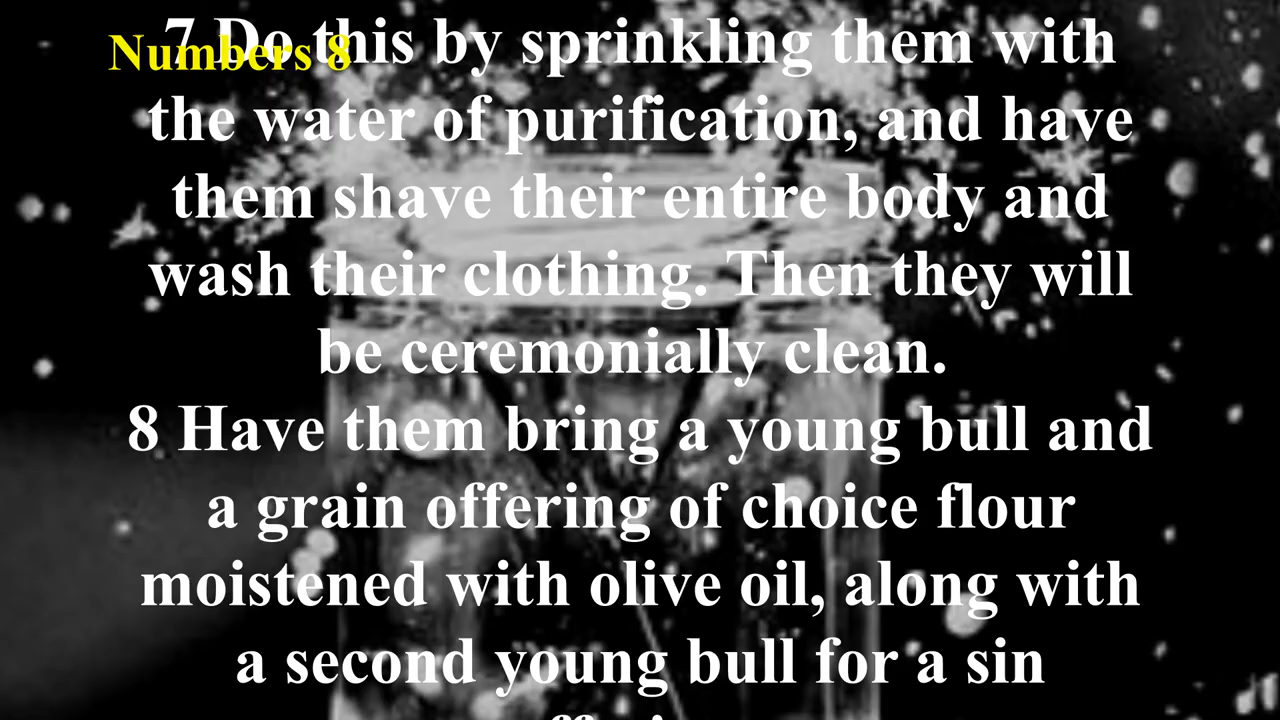 Numbers 8
7 Do this by sprinkling them with
the water of purification, and have
them shave their entire body and
wash their clothing. Then they will
be ceremonially clean.
8 Have them bring a young bull and
a grain offering of choice flour
moistened with olive oil, along with
a second young bull for a sin